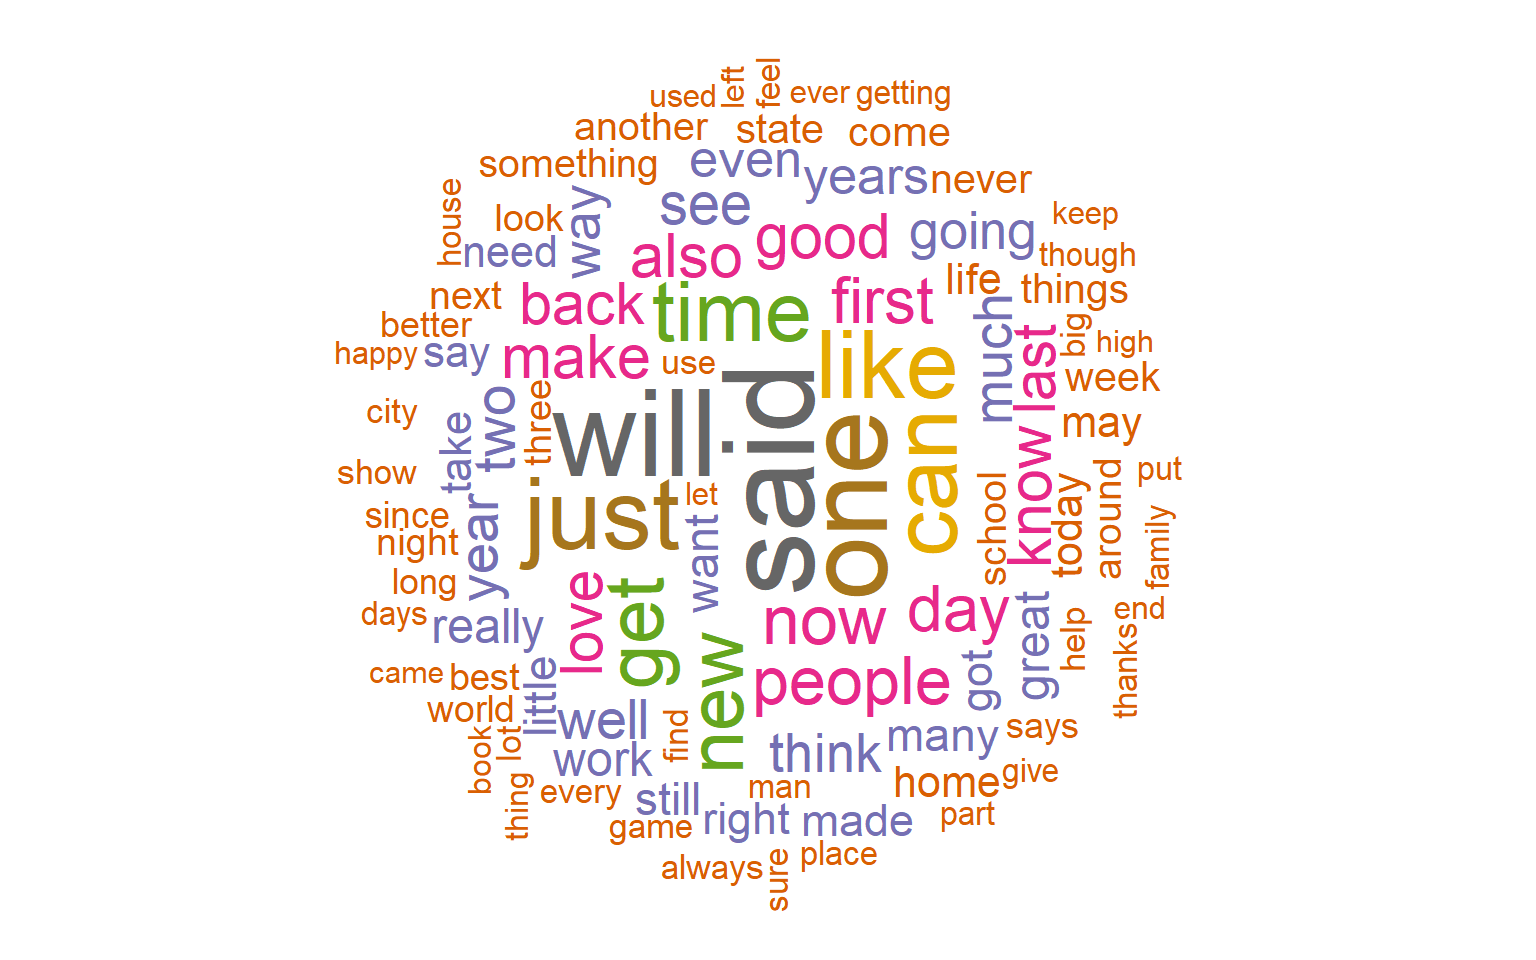 feel
left
used
ever
getting
another
state
come
something
even
years
never
house
look
way
see
keep
need
also
good
going
though
next
back
time
first
life
things
better
say
make
use
like
much
last
big
high
happy
week
city
take
two
three
will
said
one
can
know
may
show
since
night
year
just
let
want
school
today
around
put
family
long
days
really
love
get
now
day
great
help
end
thanks
came
best
little
new
people
got
world
well
find
many
says
book
lot
work
think
home
give
thing
every
still
man
game
right
made
part
always
sure
place